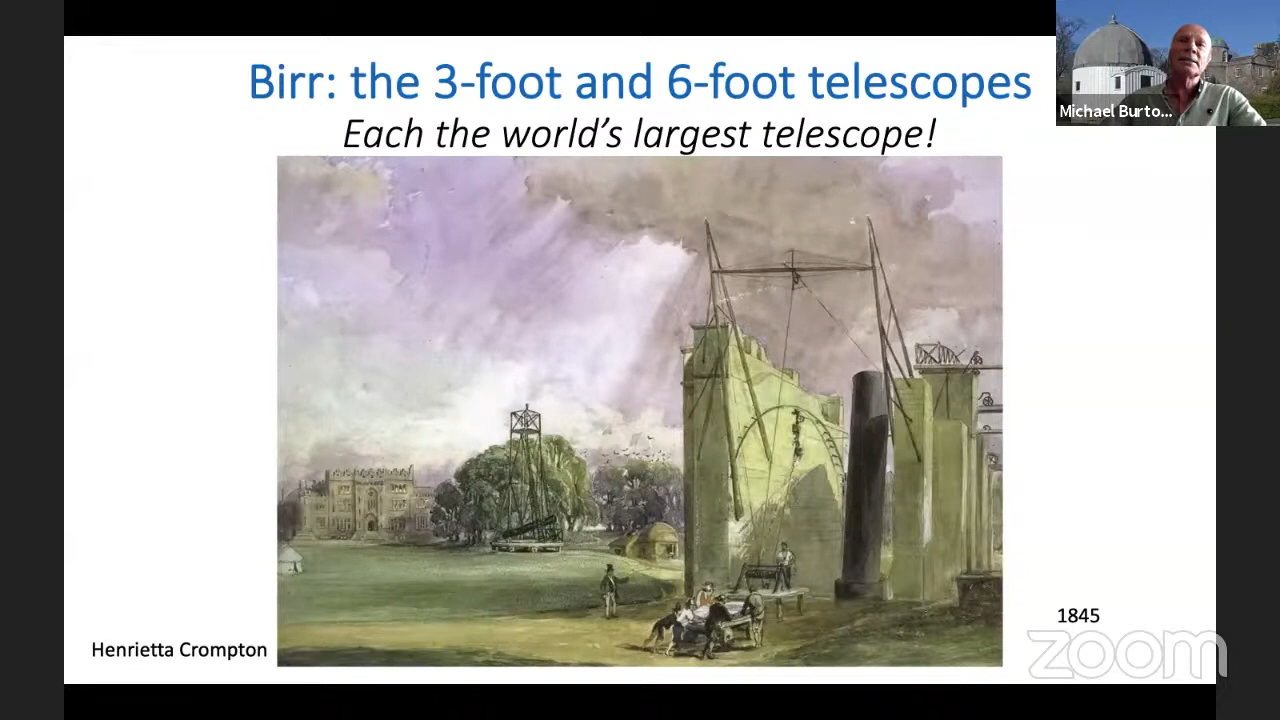 Birr: the 3-foot and 6-foot telescopes
Each the world’s largest telescope!
Michael Burto...
Henrietta Crompton
1845
zoom